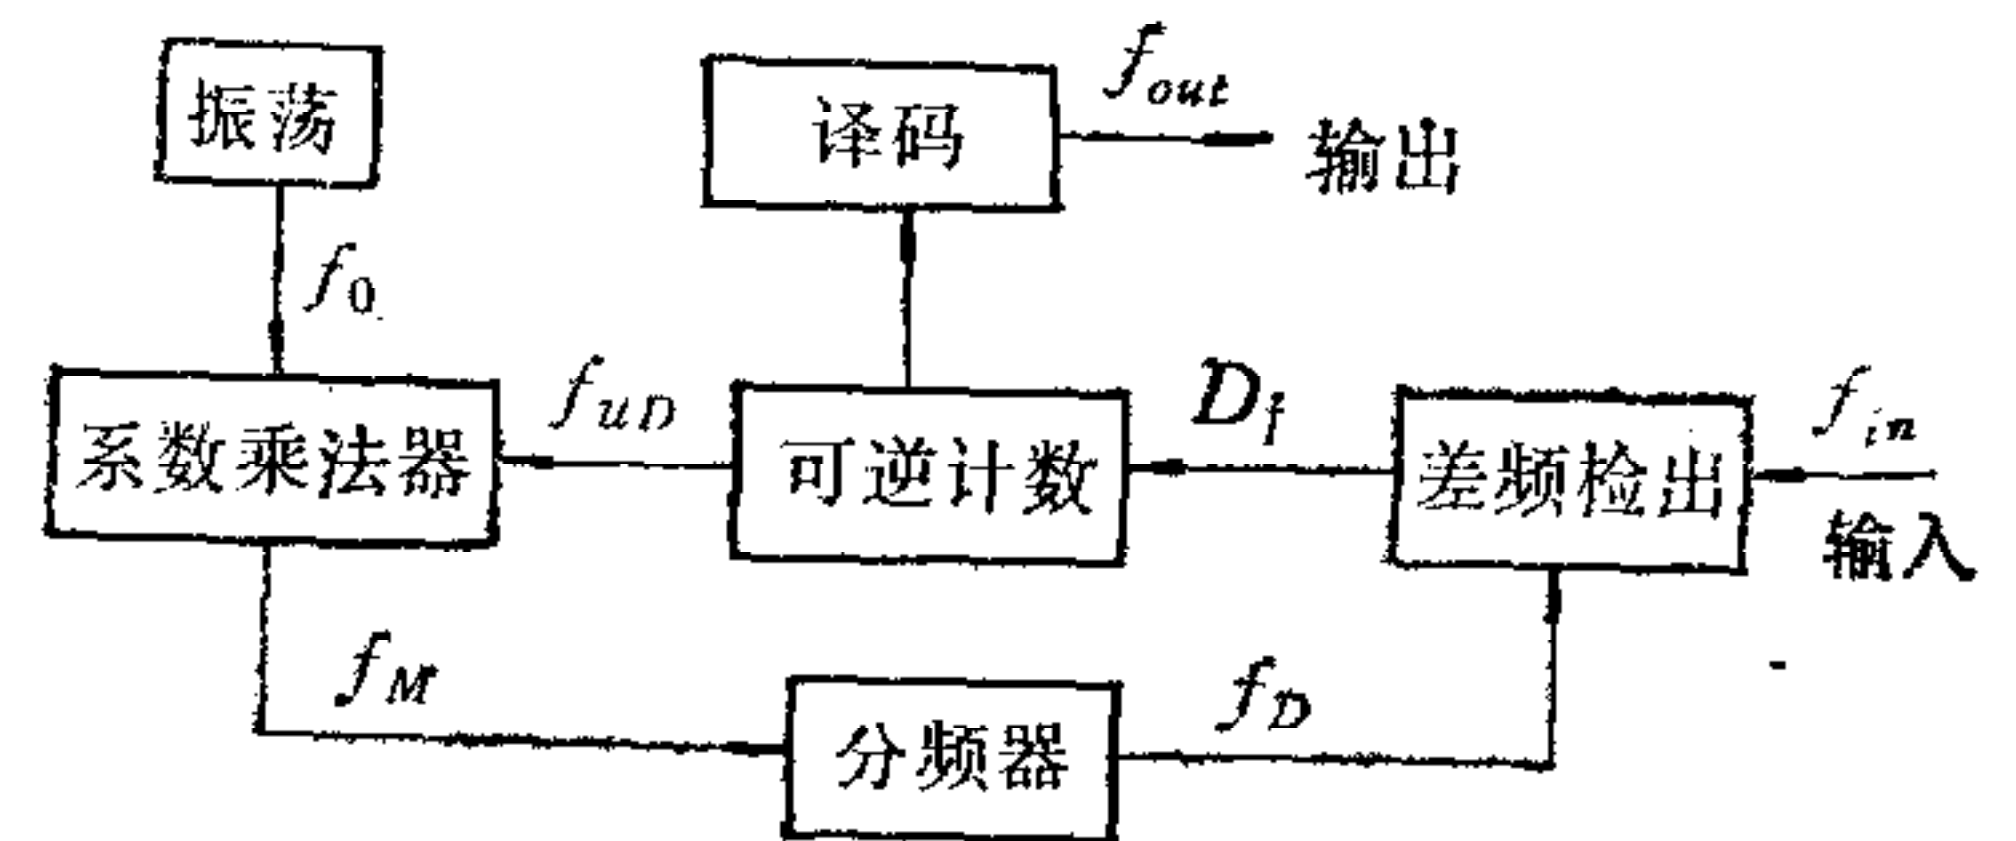 振荡
译码
f_out
输出
f_0
系数乘法器
f_uD
可逆计数
D_f
差频检出
f_in
输入
f_M
分频器
f_D